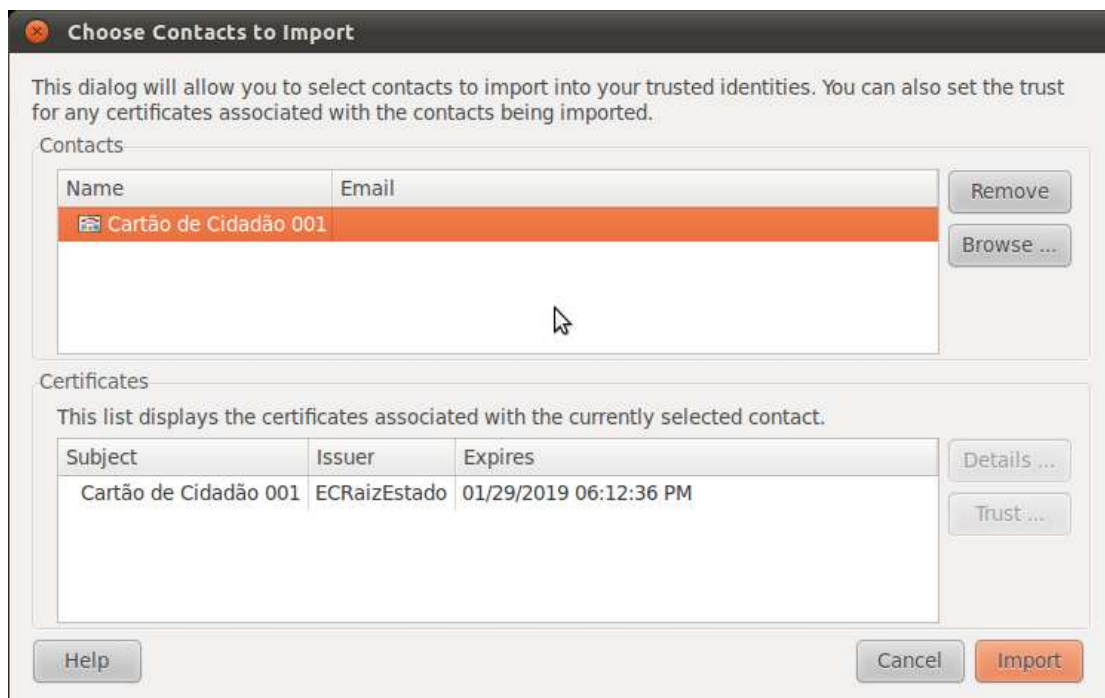 Choose Contacts to Import
This dialog will allow you to select contacts to import into your trusted identities. You can also set the trust
for any certificates associated with the contacts being imported.
Contacts
Name Email
Cartão de Cidadão 001
Remove
Browse ...
Certificates
This list displays the certificates associated with the currently selected contact.
Subject Issuer Expires
Cartão de Cidadão 001 ECRaizEstado 01/29/2019 06:12:36 PM
Details ...
Trust ...
Help Cancel Import